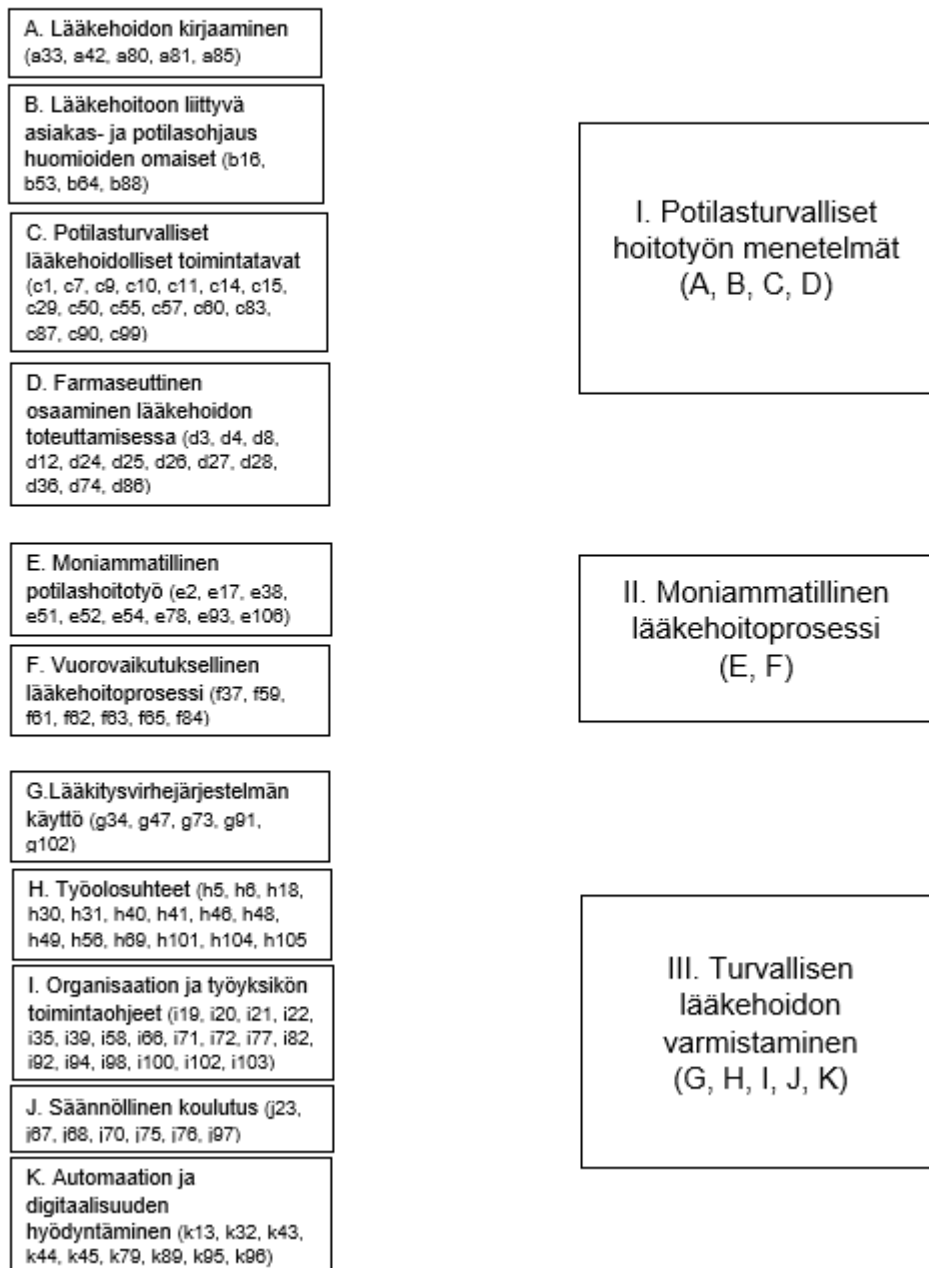 A. Lääkehoidon kirjaaminen
(a33, a42, a80, a81, a85)
B. Lääkehoitoon liittyvä
asiakas- ja potilasohjaus
huomioiden omaiset (b16,
b53, b64, b88)
C. Potilasturvalliset
lääkehoidolliset toimintatavat
(c1, c7, c9, c10, c11, c14, c15,
c29, c50, c55, c57, c60, c83,
c87, c90, c99)
D. Farmaseuttinen
osaaminen lääkehoidon
toteuttamisessa (d3, d4, d8,
d12, d24, d25, d26, d27, d28,
d36, d74, d86)
I. Potilasturvalliset
hoitotyön menetelmät
(A, B, C, D)
E. Moniammatillinen
potilashoitotyö (e2, e17, e38,
e51, e52, e54, e78, e93, e106)
F. Vuorovaikutuksellinen
lääkehoitoprosessi (f37, f59,
f61, f62, f63, f65, f84)
II. Moniammatillinen
lääkehoitoprosessi
(E, F)
G.Lääkitysvirhejärjestelmän
käyttö (g34, g47, g73, g91,
g102)
H. Työolosuhteet (h5, h6, h18,
h30, h31, h40, h41, h46, h48,
h49, h56, h69, h101, h104, h105
I. Organisaation ja työyksikön
toimintaohjeet (i19, i20, i21, i22,
i35, i39, i58, i66, i71, i72, i77, i82,
i92, i94, i98, i100, i102, i103)
J. Säännöllinen koulutus (j23,
j67, j68, j70, j75, j76, j97)
K. Automaation ja
digitaalisuuden
hyödyntäminen (k13, k32, k43,
k44, k45, k79, k89, k95, k96)
III. Turvallisen
lääkehoidon
varmistaminen
(G, H, I, J, K)